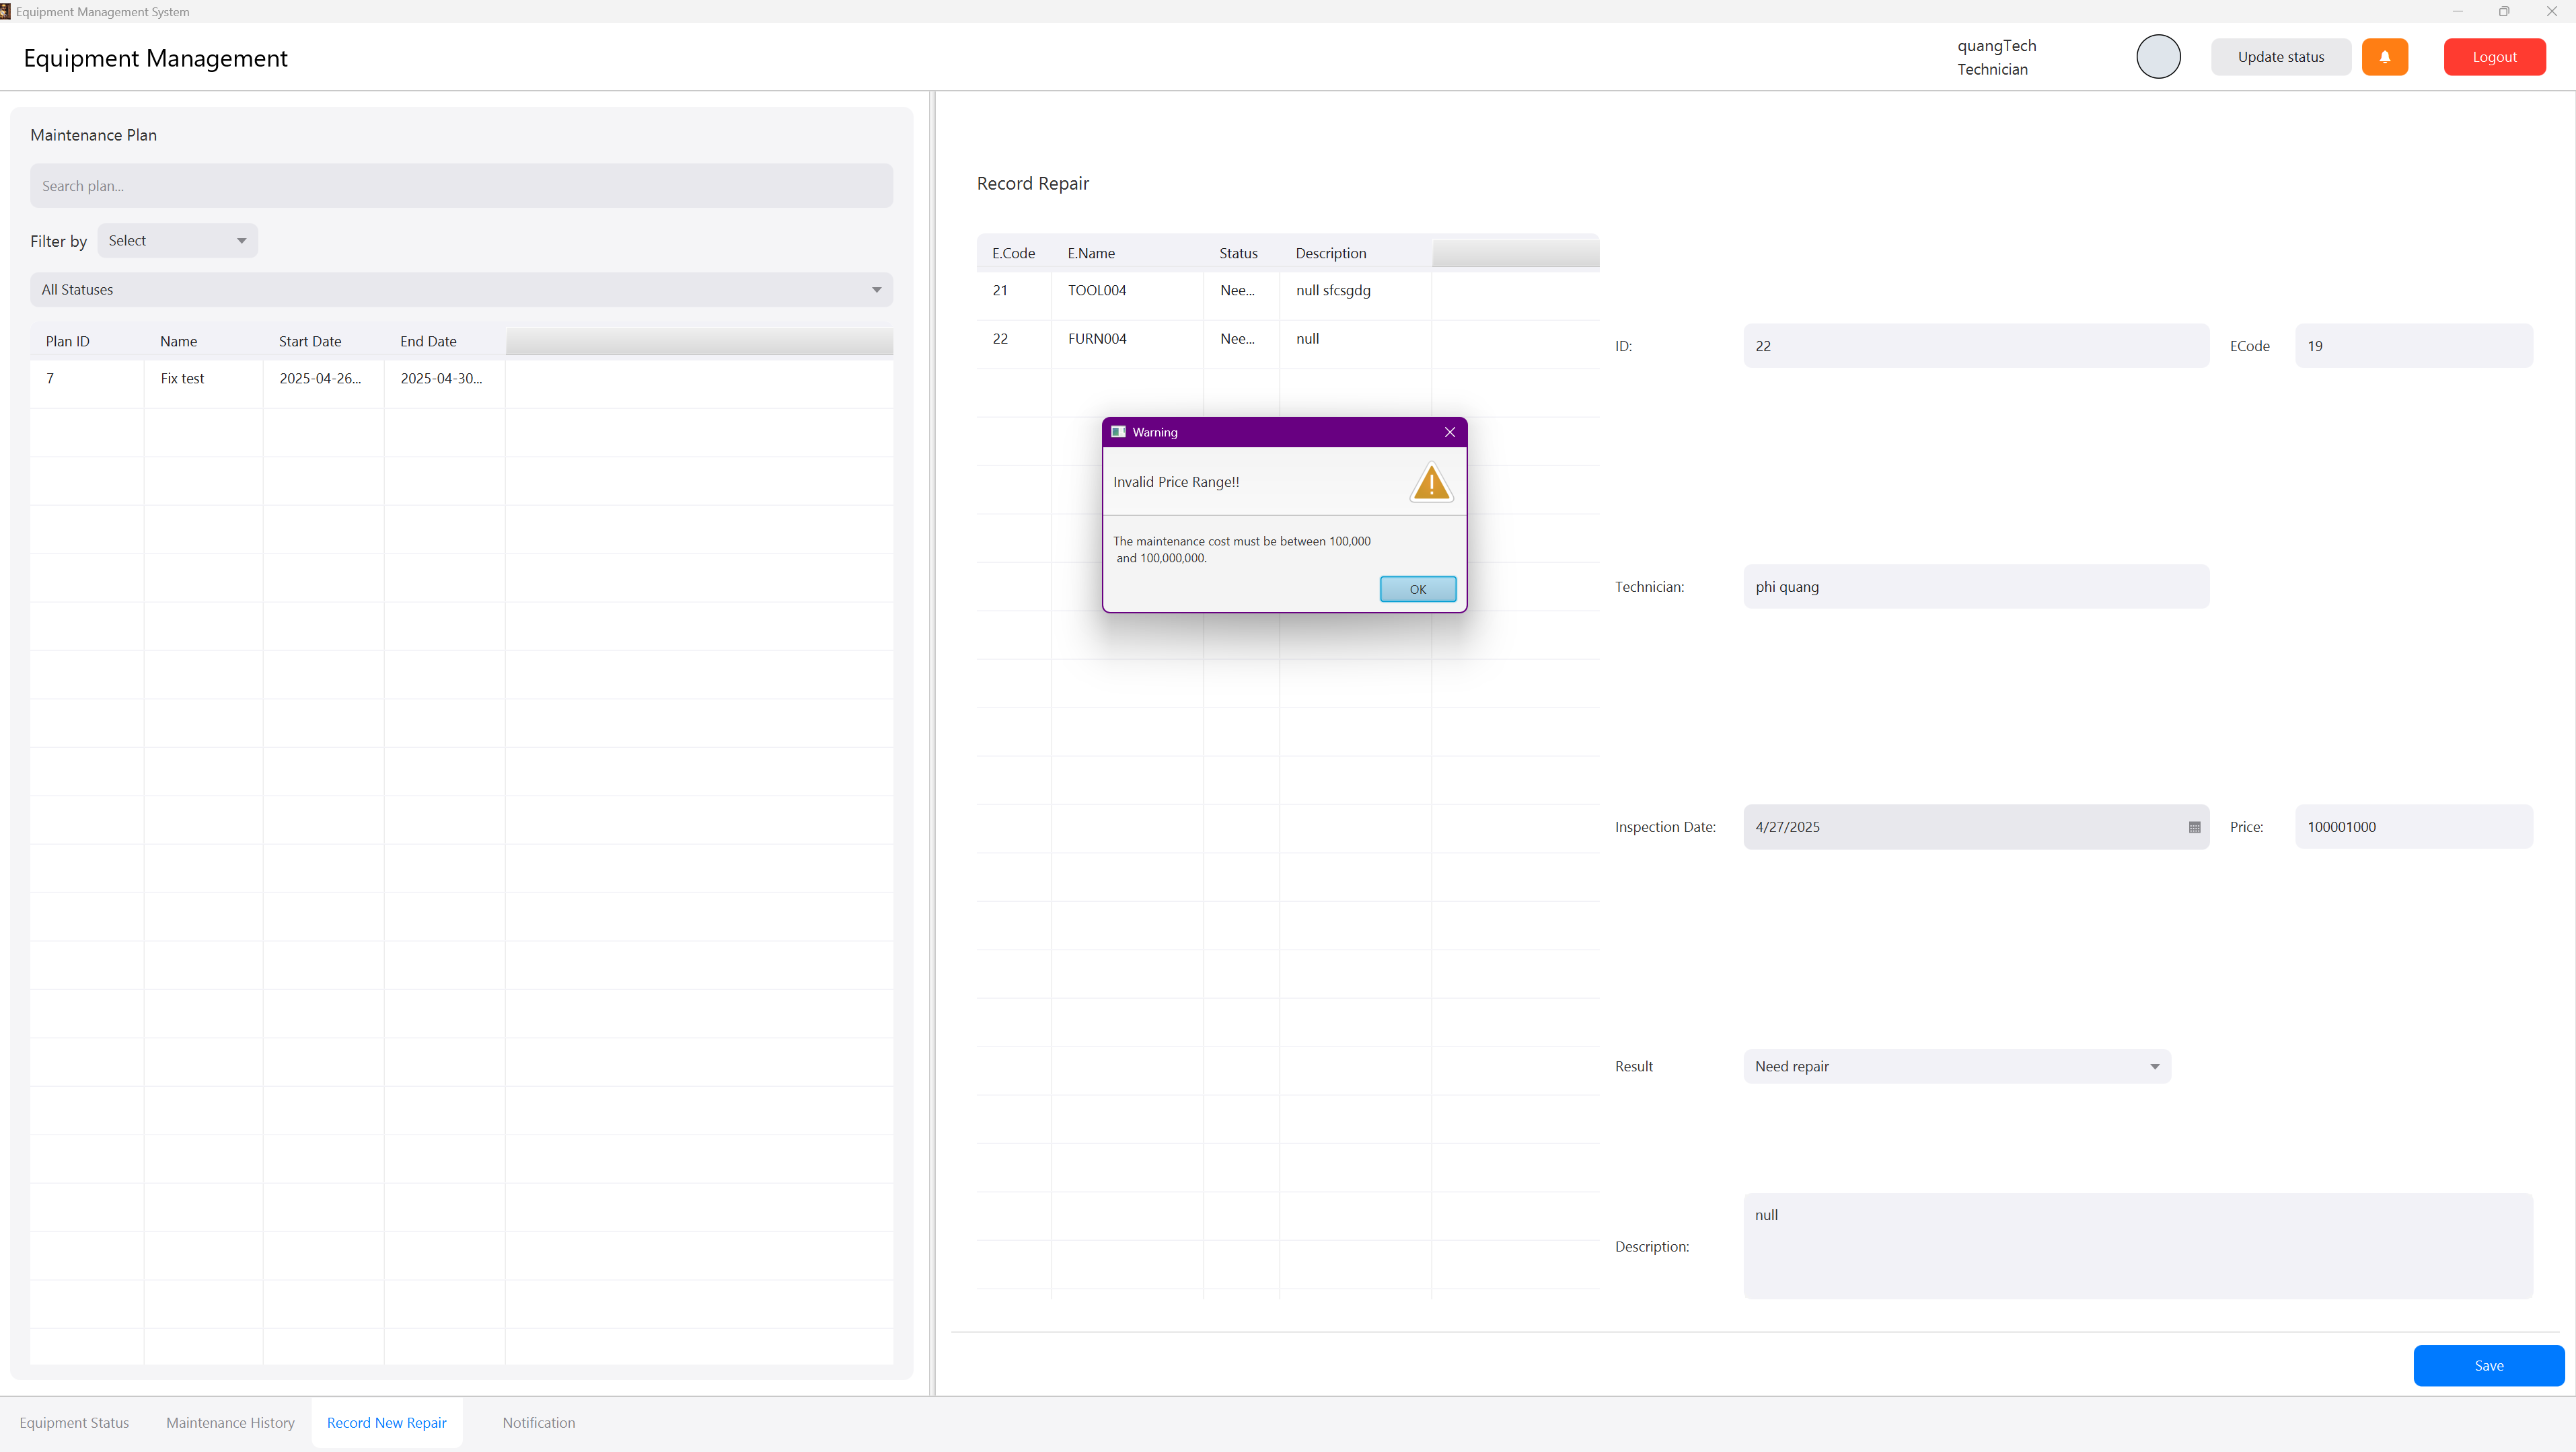 Equipment Management System
Equipment Management
quangTech
Technician
Update status
Logout
Maintenance Plan
Search plan...
Filter by
Select
All Statuses
Plan ID Name Start Date End Date
7 Fix test 2025-04-26... 2025-04-30...
Record Repair
E.Code E.Name Status Description
21 TOOL004 Nee... null sfcsgdg
22 FURN004 Nee... null
Warning
Invalid Price Range!!
The maintenance cost must be between 100,000
and 100,000,000.
OK
ID: 22 ECode 19
Technician: phi quang
Inspection Date: 4/27/2025 Price: 100001000
Result Need repair
Description: null
Save
Equipment Status Maintenance History Record New Repair Notification